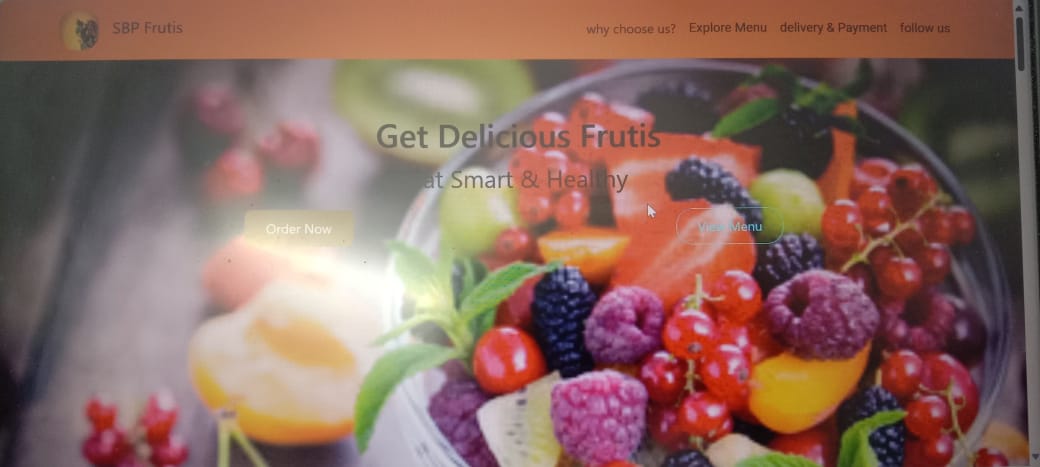 SBP Frutis
why choose us? Explore Menu delivery & Payment follow us
Get Delicious Frutis
at Smart & Healthy
Order Now
View Menu